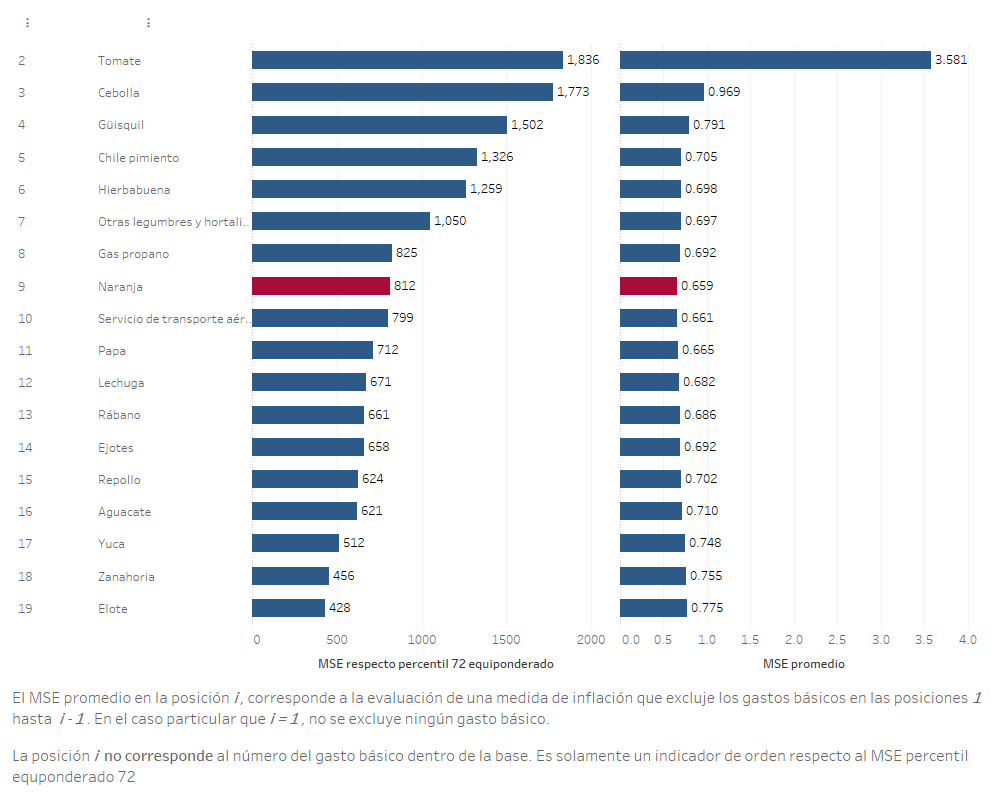 2 Tomate 1,836 3.581
3 Cebolla 1,773 0.969
4 Güisquil 1,502 0.791
5 Chile pimiento 1,326 0.705
6 Hierbabuena 1,259 0.698
7 Otras legumbres y hortali.. 1,050 0.697
8 Gas propano 825 0.692
9 Naranja 812 0.659
10 Servicio de transporte aér.. 799 0.661
11 Papa 712 0.665
12 Lechuga 671 0.682
13 Rábano 661 0.686
14 Ejotes 658 0.692
15 Repollo 624 0.702
16 Aguacate 621 0.710
17 Yuca 512 0.748
18 Zanahoria 456 0.755
19 Elote 428 0.775
0 500 1000 1500 2000 0.0 0.5 1.0 1.5 2.0 2.5 3.0 3.5 4.0
MSE respecto percentil 72 equiponderado MSE promedio
El MSE promedio en la posición i, corresponde a la evaluación de una medida de inflación que excluje los gastos básicos en las posiciones 1
hasta i - 1. En el caso particular que i = 1, no se excluye ningún gasto básico.
La posición i no corresponde al número del gasto básico dentro de la base. Es solamente un indicador de orden respecto al MSE percentil
equponderado 72